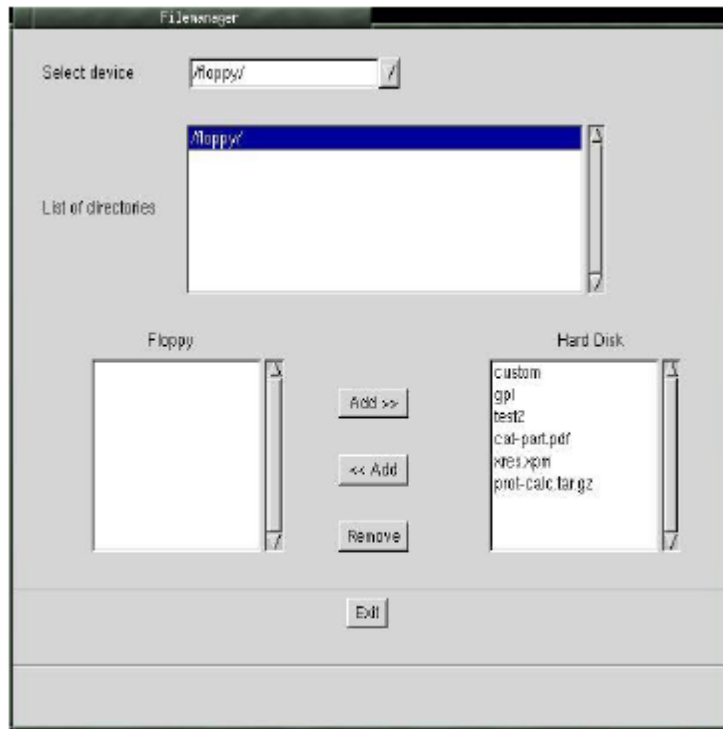 Filemanager
Select device
/floppy/
/floppy/
List of directories
Floppy
Hard Disk
custom
gpl
test2
cat-part.pdf
xres.xpm
prot-calc.tar.gz
Add >>
<< Add
Remove
Exit